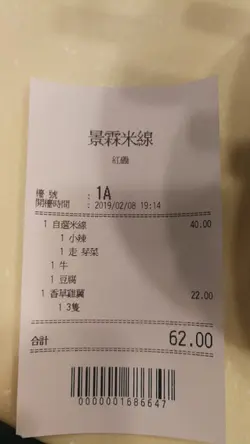 景霖米線
紅磡
檯號 : 1A
開檯時間 : 2019/02/08 19:14
1 自選米線 40.00
1 小辣
1 走 芽菜
1 牛
1 豆腐
1 香草雞翼 22.00
1 3隻
合計 62.00
0000001686647